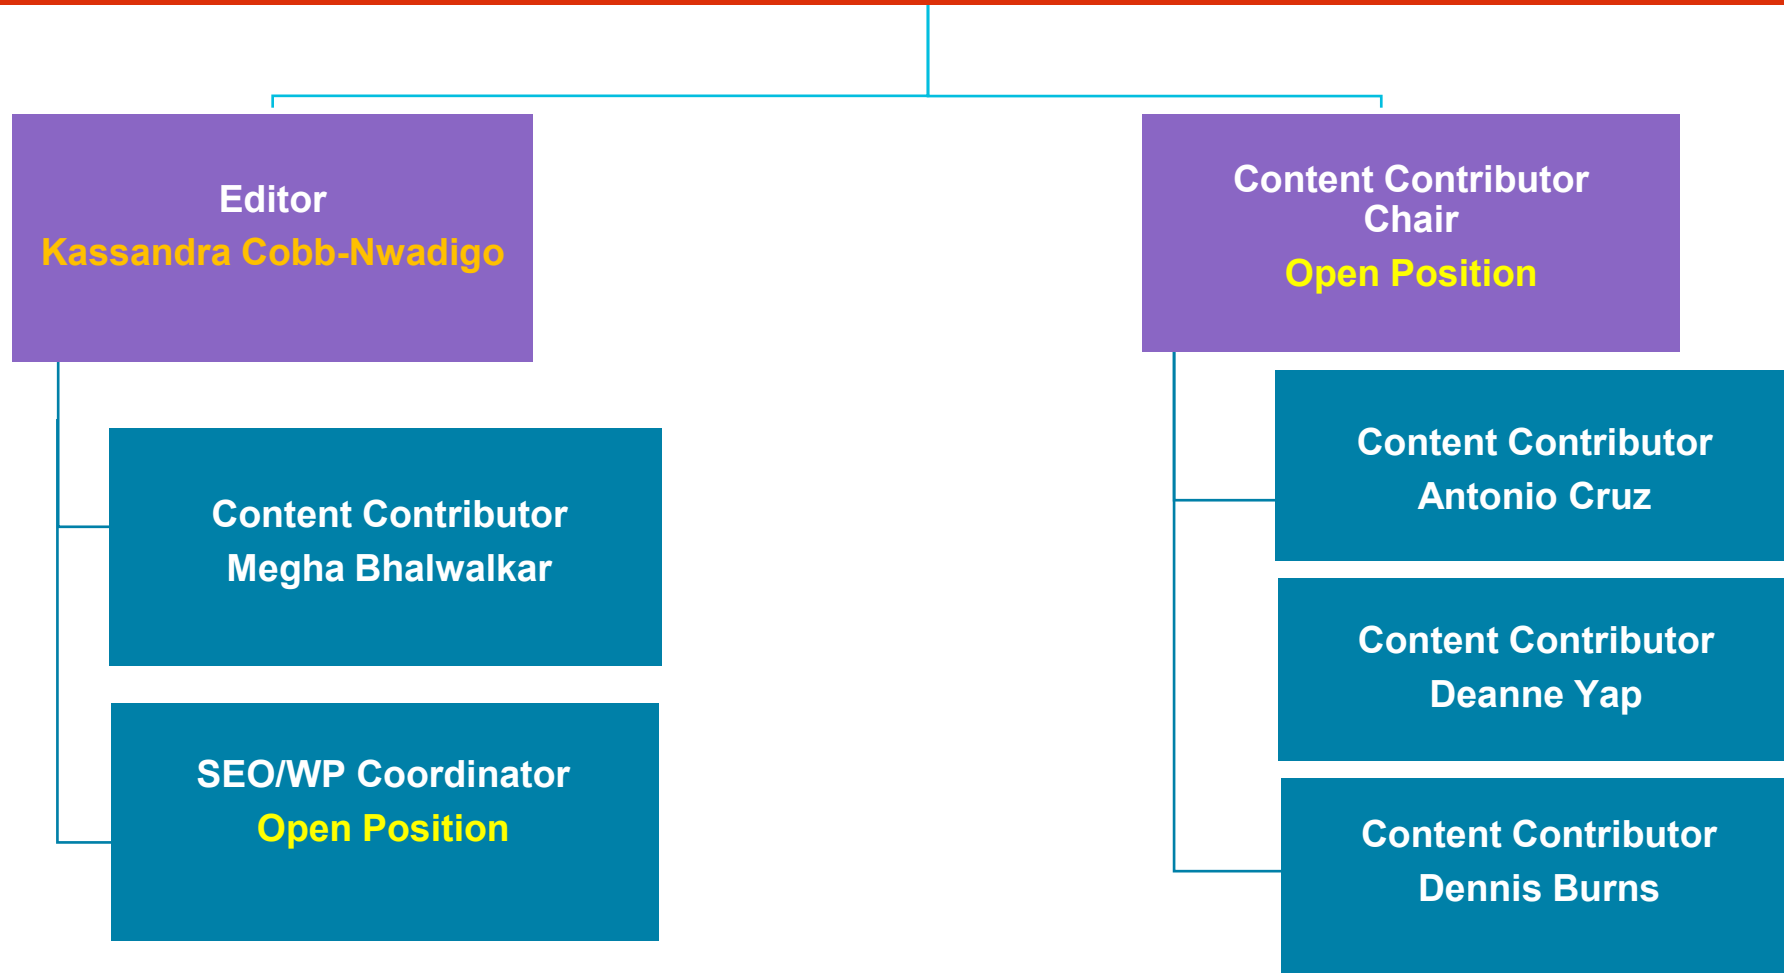 Editor
Kassandra Cobb-Nwadigo
Content Contributor
Megha Bhalwalkar
SEO/WP Coordinator
Open Position
Content Contributor
Chair
Open Position
Content Contributor
Antonio Cruz
Content Contributor
Deanne Yap
Content Contributor
Dennis Burns